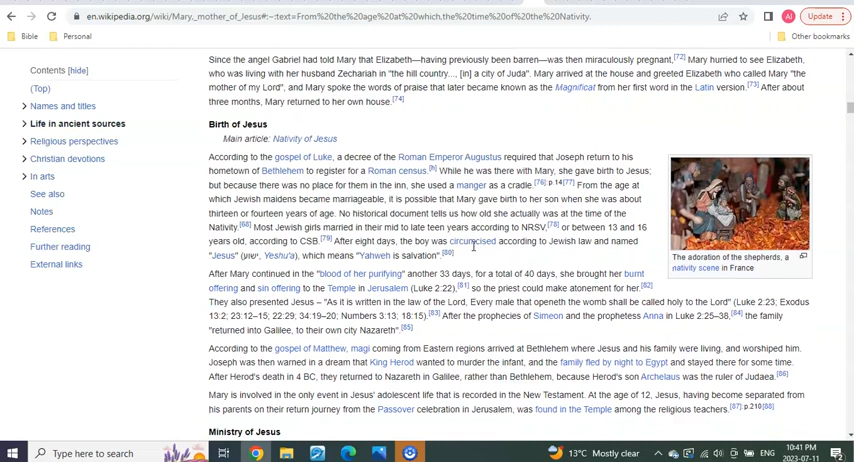 en.wikipedia.org/wiki/Mary,_mother_of_Jesus#:~:text=From%20the%20age%20at%20which,the%20time%20of%20the%20Nativity.
AI
Update
Bible
Personal
Other bookmarks
Contents [hide]
(Top)
Names and titles
Life in ancient sources
Religious perspectives
Christian devotions
In arts
See also
Notes
References
Further reading
External links
Since the angel Gabriel had told Mary that Elizabeth—having previously been barren—was then miraculously pregnant,[72] Mary hurried to see Elizabeth,
who was living with her husband Zechariah in "the hill country..., [in] a city of Juda". Mary arrived at the house and greeted Elizabeth who called Mary "the
mother of my Lord", and Mary spoke the words of praise that later became known as the Magnificat from her first word in the Latin version.[73] After about
three months, Mary returned to her own house.[74]
Birth of Jesus
Main article: Nativity of Jesus
According to the gospel of Luke, a decree of the Roman Emperor Augustus required that Joseph return to his
hometown of Bethlehem to register for a Roman census.[h] While he was there with Mary, she gave birth to Jesus;
but because there was no place for them in the inn, she used a manger as a cradle.[76]:p.14[77] From the age at
which Jewish maidens became marriageable, it is possible that Mary gave birth to her son when she was about
thirteen or fourteen years of age. No historical document tells us how old she actually was at the time of the
Nativity.[68] Most Jewish girls married in their mid to late teen years according to NRSV,[78] or between 13 and 16
years old, according to CSB.[79] After eight days, the boy was circumcised according to Jewish law and named
"Jesus" (ישוע, Yeshu'a), which means "Yahweh is salvation".[80]
The adoration of the shepherds, a
nativity scene in France
After Mary continued in the "blood of her purifying" another 33 days, for a total of 40 days, she brought her burnt
offering and sin offering to the Temple in Jerusalem (Luke 2:22),[81] so the priest could make atonement for her.[82]
They also presented Jesus – "As it is written in the law of the Lord, Every male that openeth the womb shall be called holy to the Lord" (Luke 2:23; Exodus
13:2; 23:12–15; 22:29; 34:19–20; Numbers 3:13; 18:15).[83] After the prophecies of Simeon and the prophetess Anna in Luke 2:25–38,[84] the family
"returned into Galilee, to their own city Nazareth".[85]
According to the gospel of Matthew, magi coming from Eastern regions arrived at Bethlehem where Jesus and his family were living, and worshiped him.
Joseph was then warned in a dream that King Herod wanted to murder the infant, and the family fled by night to Egypt and stayed there for some time.
After Herod's death in 4 BC, they returned to Nazareth in Galilee, rather than Bethlehem, because Herod's son Archelaus was the ruler of Judaea.[86]
Mary is involved in the only event in Jesus' adolescent life that is recorded in the New Testament. At the age of 12, Jesus, having become separated from
his parents on their return journey from the Passover celebration in Jerusalem, was found in the Temple among the religious teachers.[87]:p.210[88]
Ministry of Jesus
Type here to search
13°C Mostly clear
ENG
10:41 PM
2023-07-11
2